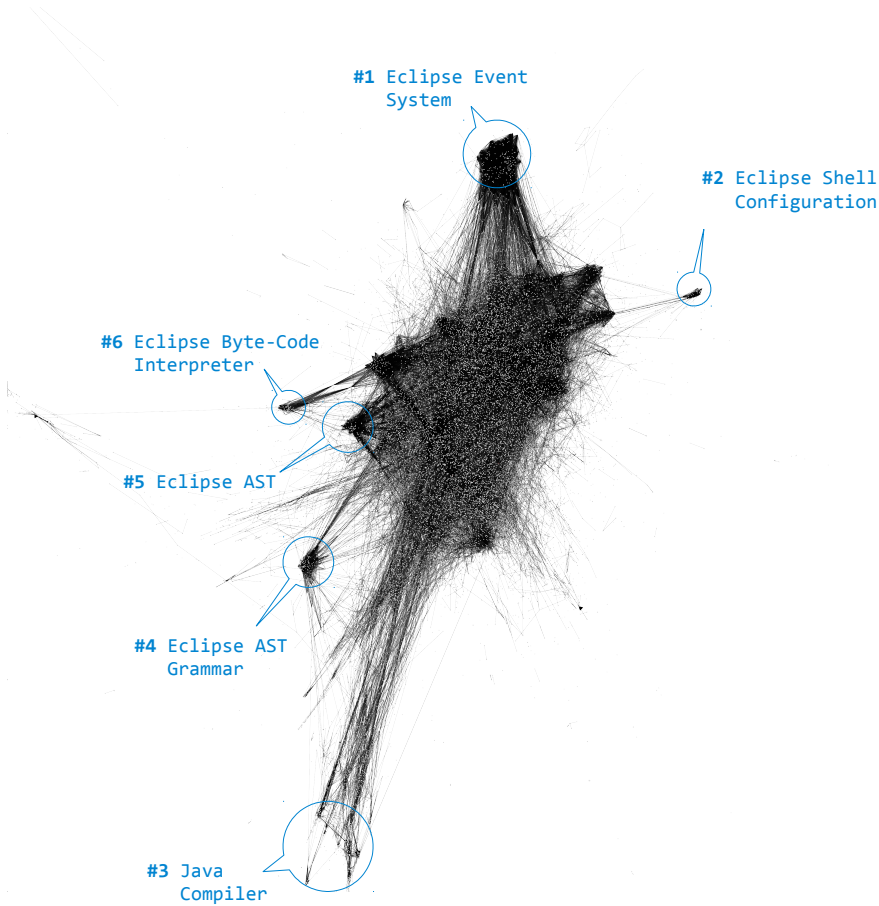 #1 Eclipse Event
System
#2 Eclipse Shell
Configuration
#6 Eclipse Byte-Code
Interpreter
#5 Eclipse AST
#4 Eclipse AST
Grammar
#3 Java
Compiler